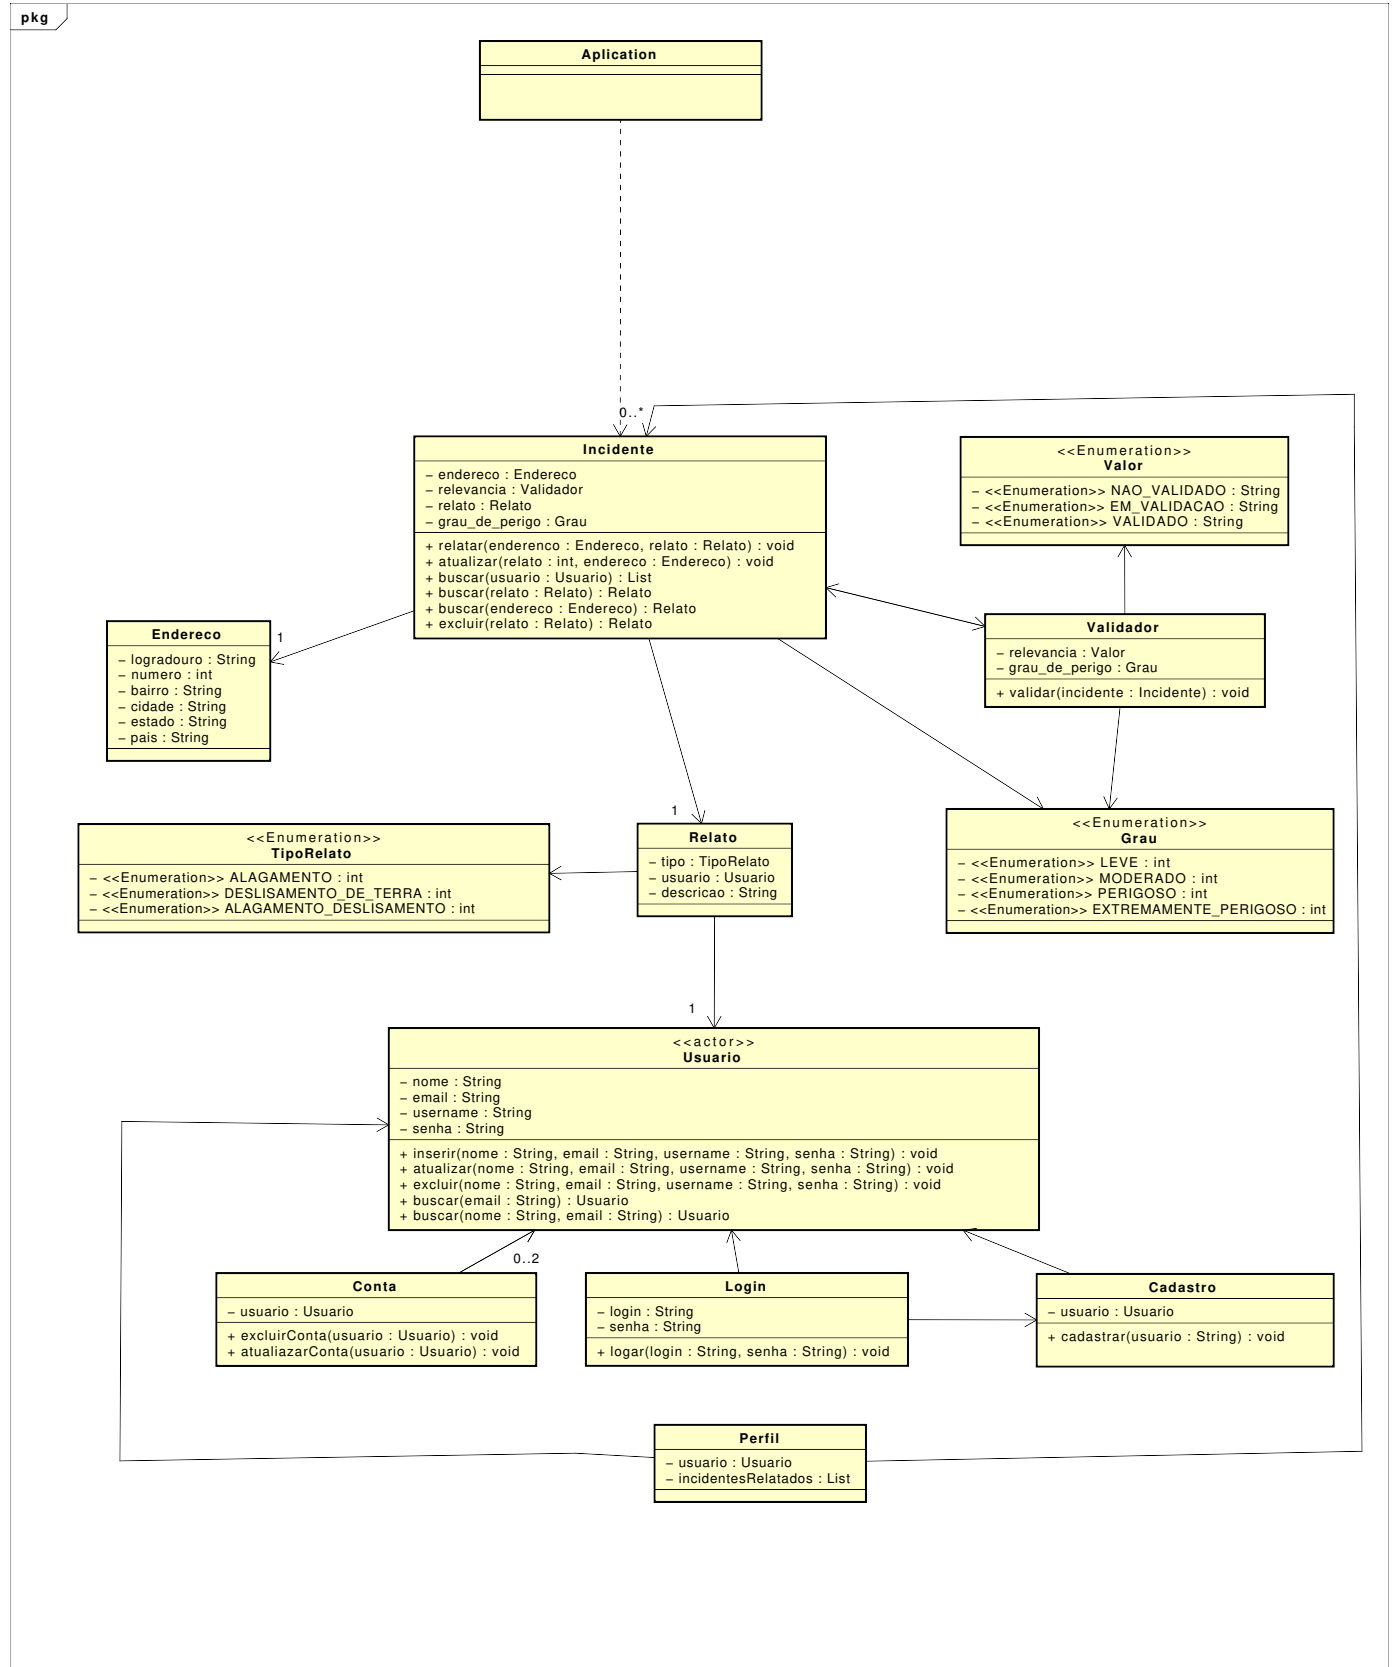 pkg
Aplication
0..*
Incidente
– endereco : Endereco
– relevancia : Validador
– relato : Relato
– grau_de_perigo : Grau
+ relatar(enderenco : Endereco, relato : Relato) : void
+ atualizar(relato : int, endereco : Endereco) : void
+ buscar(usuario : Usuario) : List
+ buscar(relato : Relato) : Relato
+ buscar(endereco : Endereco) : Relato
+ excluir(relato : Relato) : Relato
<<Enumeration>>
Valor
– <<Enumeration>> NAO_VALIDADO : String
– <<Enumeration>> EM_VALIDACAO : String
– <<Enumeration>> VALIDADO : String
Endereco
1
– logradouro : String
– numero : int
– bairro : String
– cidade : String
– estado : String
– pais : String
Validador
– relevancia : Valor
– grau_de_perigo : Grau
+ validar(incidente : Incidente) : void
<<Enumeration>>
TipoRelato
– <<Enumeration>> ALAGAMENTO : int
– <<Enumeration>> DESLISAMENTO_DE_TERRA : int
– <<Enumeration>> ALAGAMENTO_DESLISAMENTO : int
1
Relato
– tipo : TipoRelato
– usuario : Usuario
– descricao : String
<<Enumeration>>
Grau
– <<Enumeration>> LEVE : int
– <<Enumeration>> MODERADO : int
– <<Enumeration>> PERIGOSO : int
– <<Enumeration>> EXTREMAMENTE_PERIGOSO : int
1
<<actor>>
Usuario
– nome : String
– email : String
– username : String
– senha : String
+ inserir(nome : String, email : String, username : String, senha : String) : void
+ atualizar(nome : String, email : String, username : String, senha : String) : void
+ excluir(nome : String, email : String, username : String, senha : String) : void
+ buscar(email : String) : Usuario
+ buscar(nome : String, email : String) : Usuario
0..2
Conta
– usuario : Usuario
+ excluirConta(usuario : Usuario) : void
+ atualiazarConta(usuario : Usuario) : void
Login
– login : String
– senha : String
+ logar(login : String, senha : String) : void
Cadastro
– usuario : Usuario
+ cadastrar(usuario : String) : void
Perfil
– usuario : Usuario
– incidentesRelatados : List